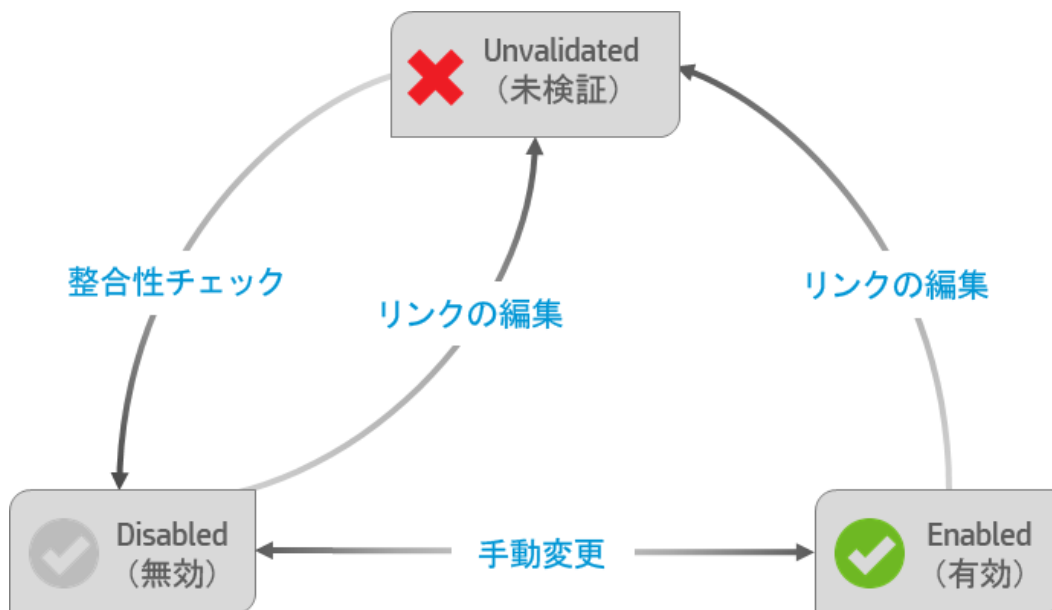 Unvalidated
（未検証）
整合性チェック
リンクの編集
リンクの編集
Disabled
（無効）
手動変更
Enabled
（有効）